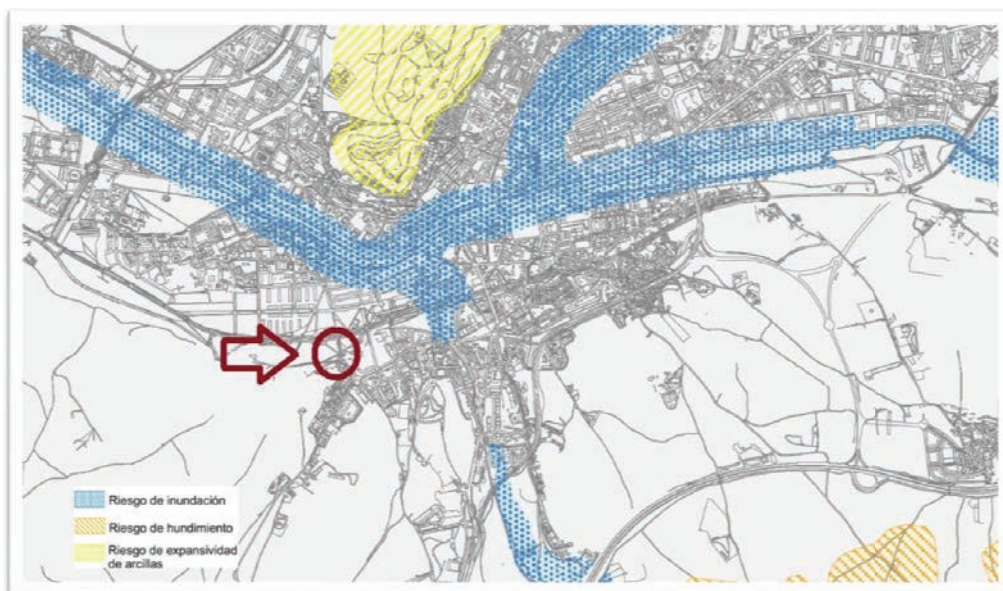 Riesgo de inundación
Riesgo de hundimiento
Riesgo de expansividad
de arcillas